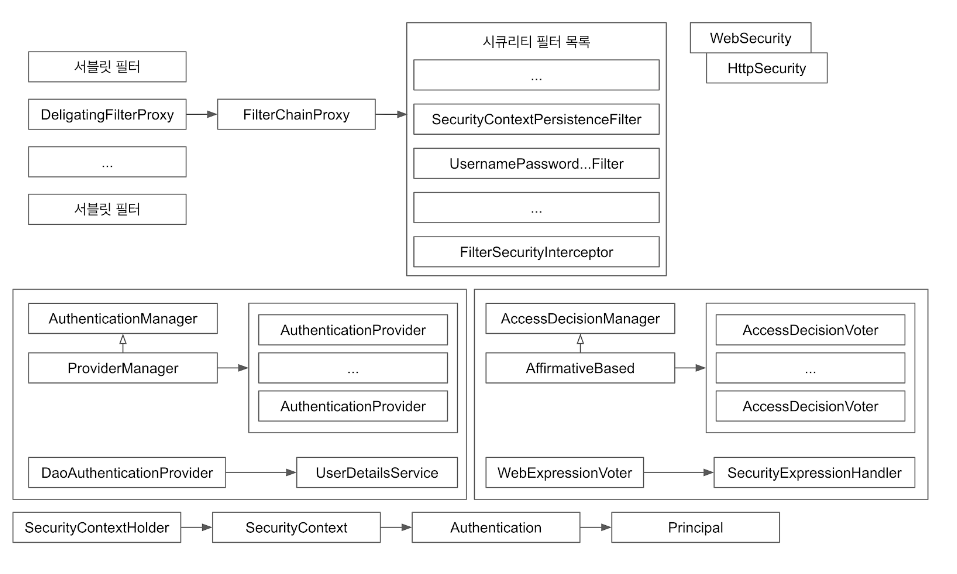 서블릿 필터
DeligatingFilterProxy
...
서블릿 필터
FilterChainProxy
시큐리티 필터 목록
...
SecurityContextPersistenceFilter
UsernamePassword...Filter
...
FilterSecurityInterceptor
WebSecurity
HttpSecurity
AuthenticationManager
ProviderManager
AuthenticationProvider
...
AuthenticationProvider
DaoAuthenticationProvider
UserDetailsService
AccessDecisionManager
AffirmativeBased
AccessDecisionVoter
...
AccessDecisionVoter
WebExpressionVoter
SecurityExpressionHandler
SecurityContextHolder
SecurityContext
Authentication
Principal